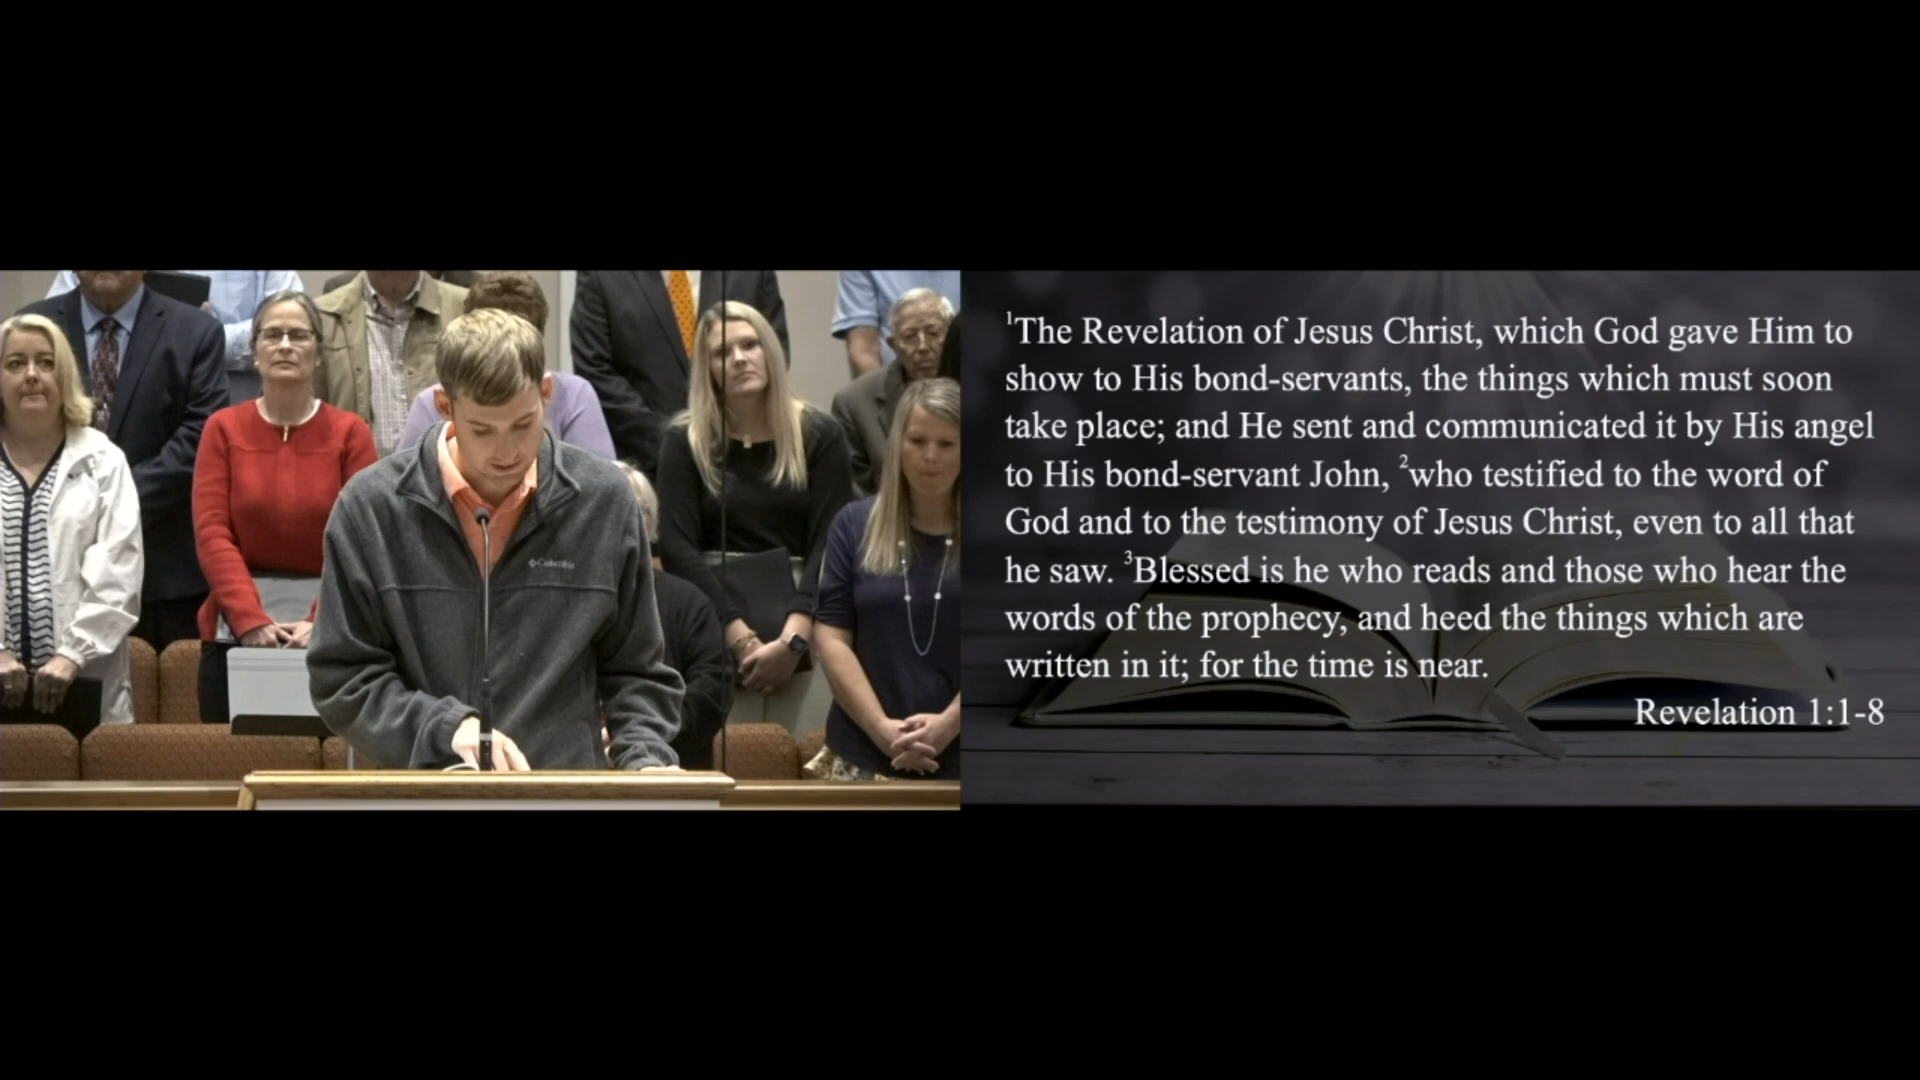 Columbia
¹The Revelation of Jesus Christ, which God gave Him to
show to His bond-servants, the things which must soon
take place; and He sent and communicated it by His angel
to His bond-servant John, ²who testified to the word of
God and to the testimony of Jesus Christ, even to all that
he saw. ³Blessed is he who reads and those who hear the
words of the prophecy, and heed the things which are
written in it; for the time is near.
Revelation 1:1-8